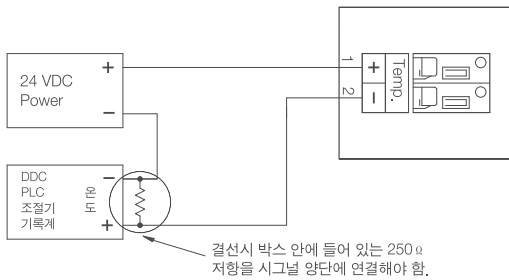 24 VDC
Power
+
−
1
2
+
−
Temp.
DDC
PLC
조절기
기록계
온
도
−
+
결선시 박스 안에 들어 있는 250Ω
저항을 시그널 양단에 연결해야 함.